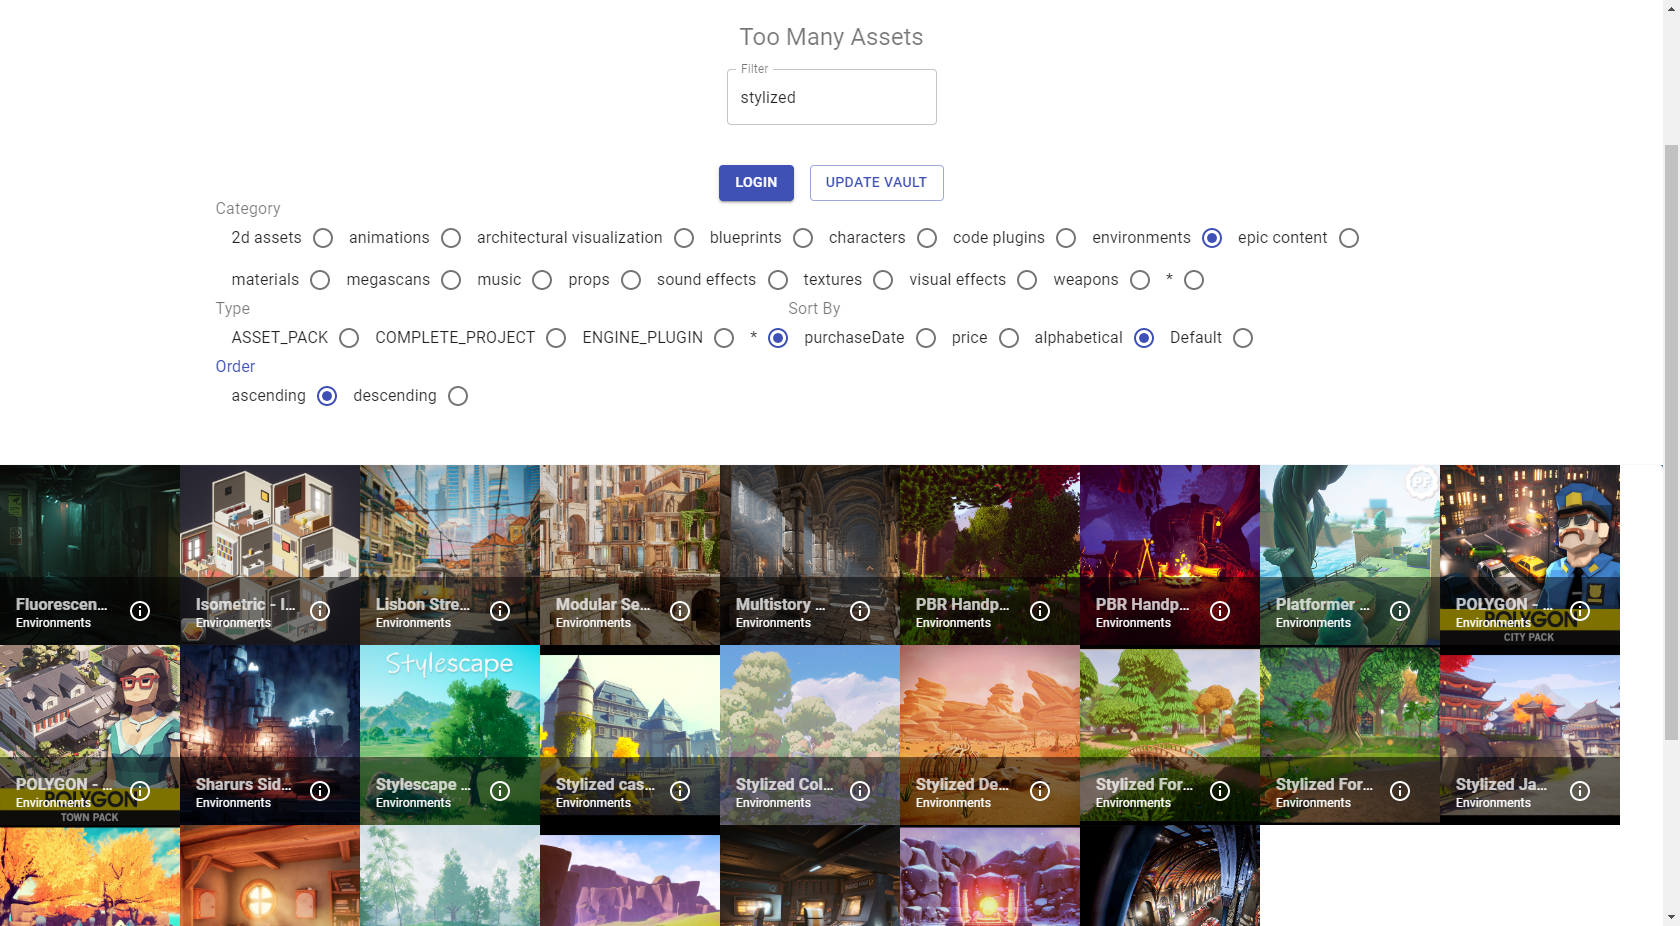 Too Many Assets
Filter
stylized
LOGIN UPDATE VAULT
Category
2d assets animations architectural visualization blueprints characters code plugins environments epic content
materials megascans music props sound effects textures visual effects weapons *
Type Sort By
ASSET_PACK COMPLETE_PROJECT ENGINE_PLUGIN * purchaseDate price alphabetical Default
Order
ascending descending
PF
Fluorescen... Isometric - I... Lisbon Stre... Modular Se... Multistory ... PBR Handp... PBR Handp... Platformer ... POLYGON - ...
Environments Environments Environments Environments Environments Environments Environments Environments Environments
POLYGON
CITY PACK
Stylescape
POLYGON - ... Sharurs Sid... Stylescape ... Stylized cas... Stylized Col... Stylized De... Stylized For... Stylized For... Stylized Ja...
Environments Environments Environments Environments Environments Environments Environments Environments Environments
POLYGON
TOWN PACK